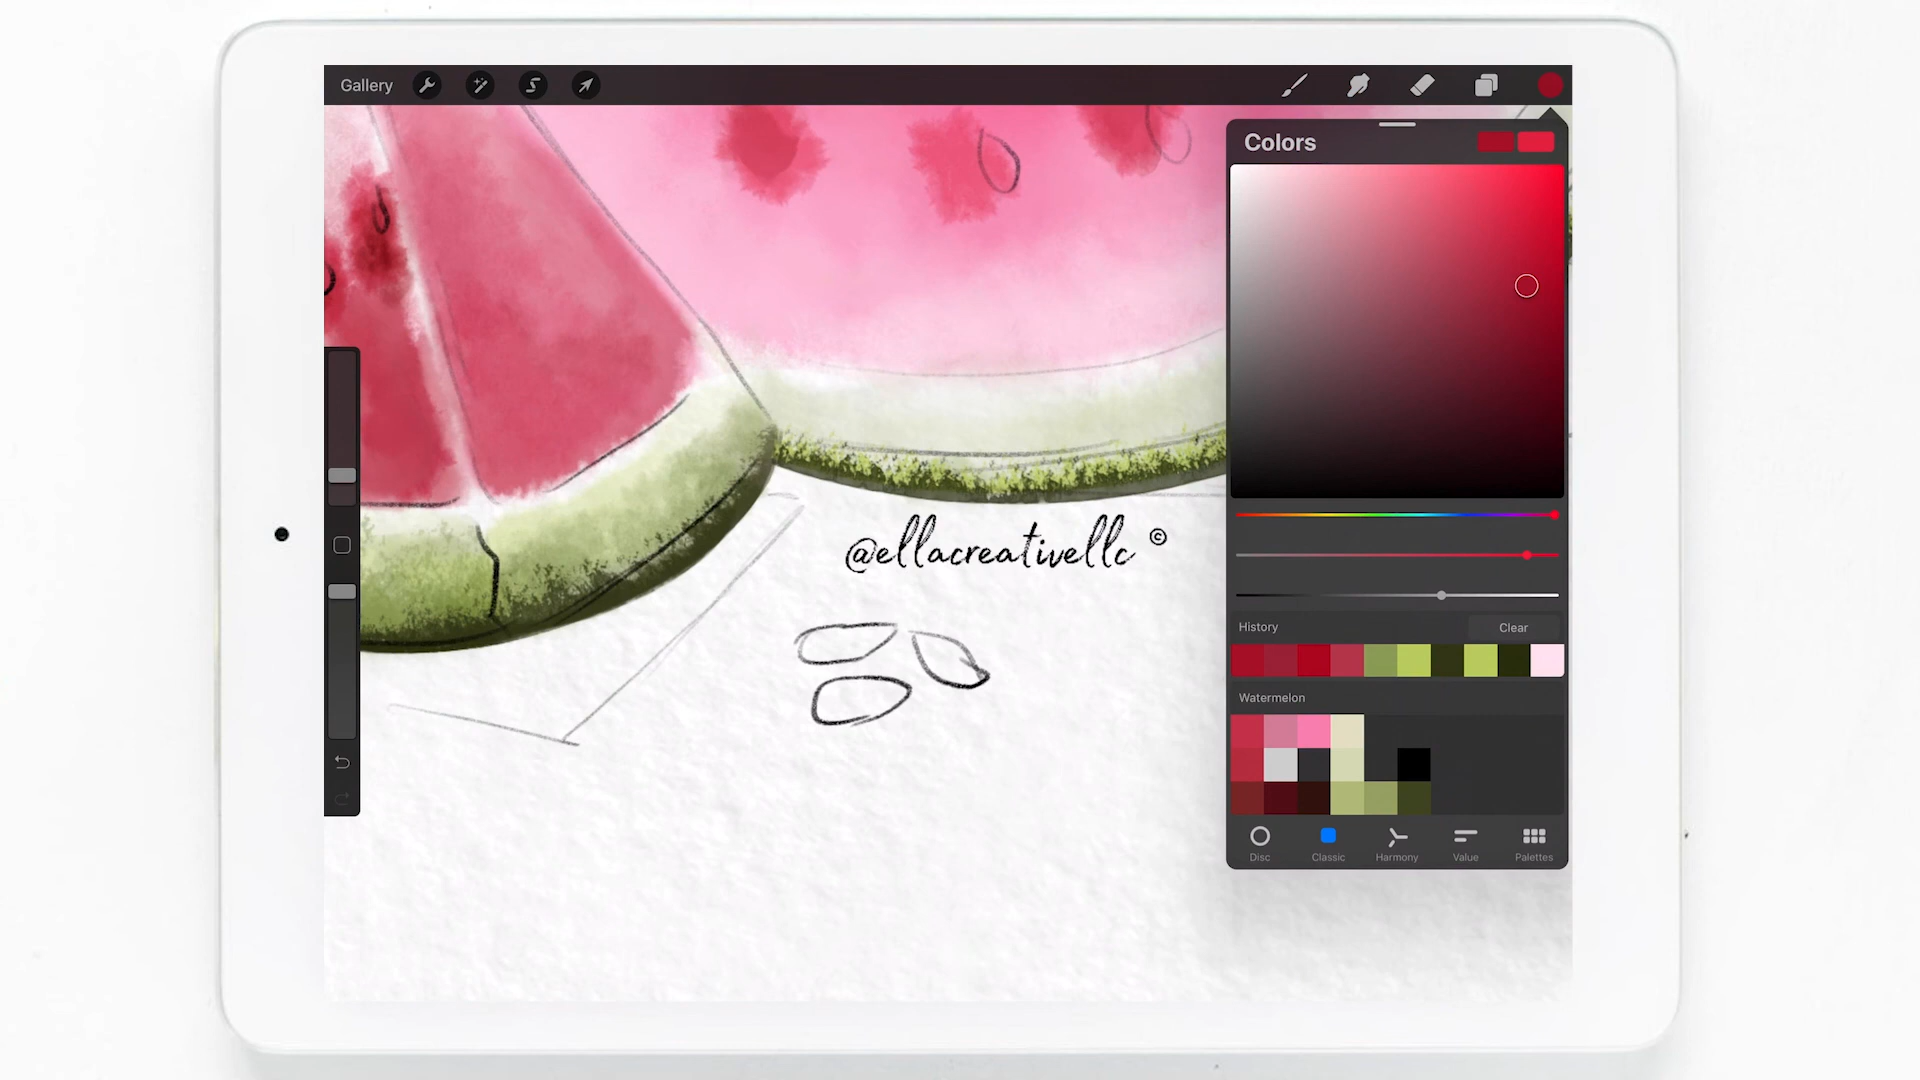 Gallery
Colors
@ellacreativellc ©
History
Clear
Watermelon
Disc
Classic
Harmony
Value
Palettes